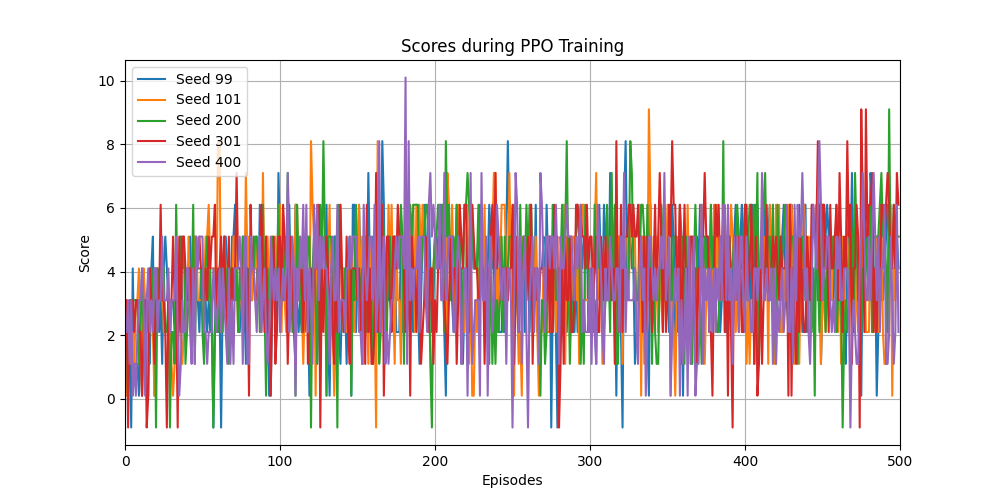 Scores during PPO Training
Score
10
8
6
4
2
0
Seed 99
Seed 101
Seed 200
Seed 301
Seed 400
0 100 200 300 400 500
Episodes